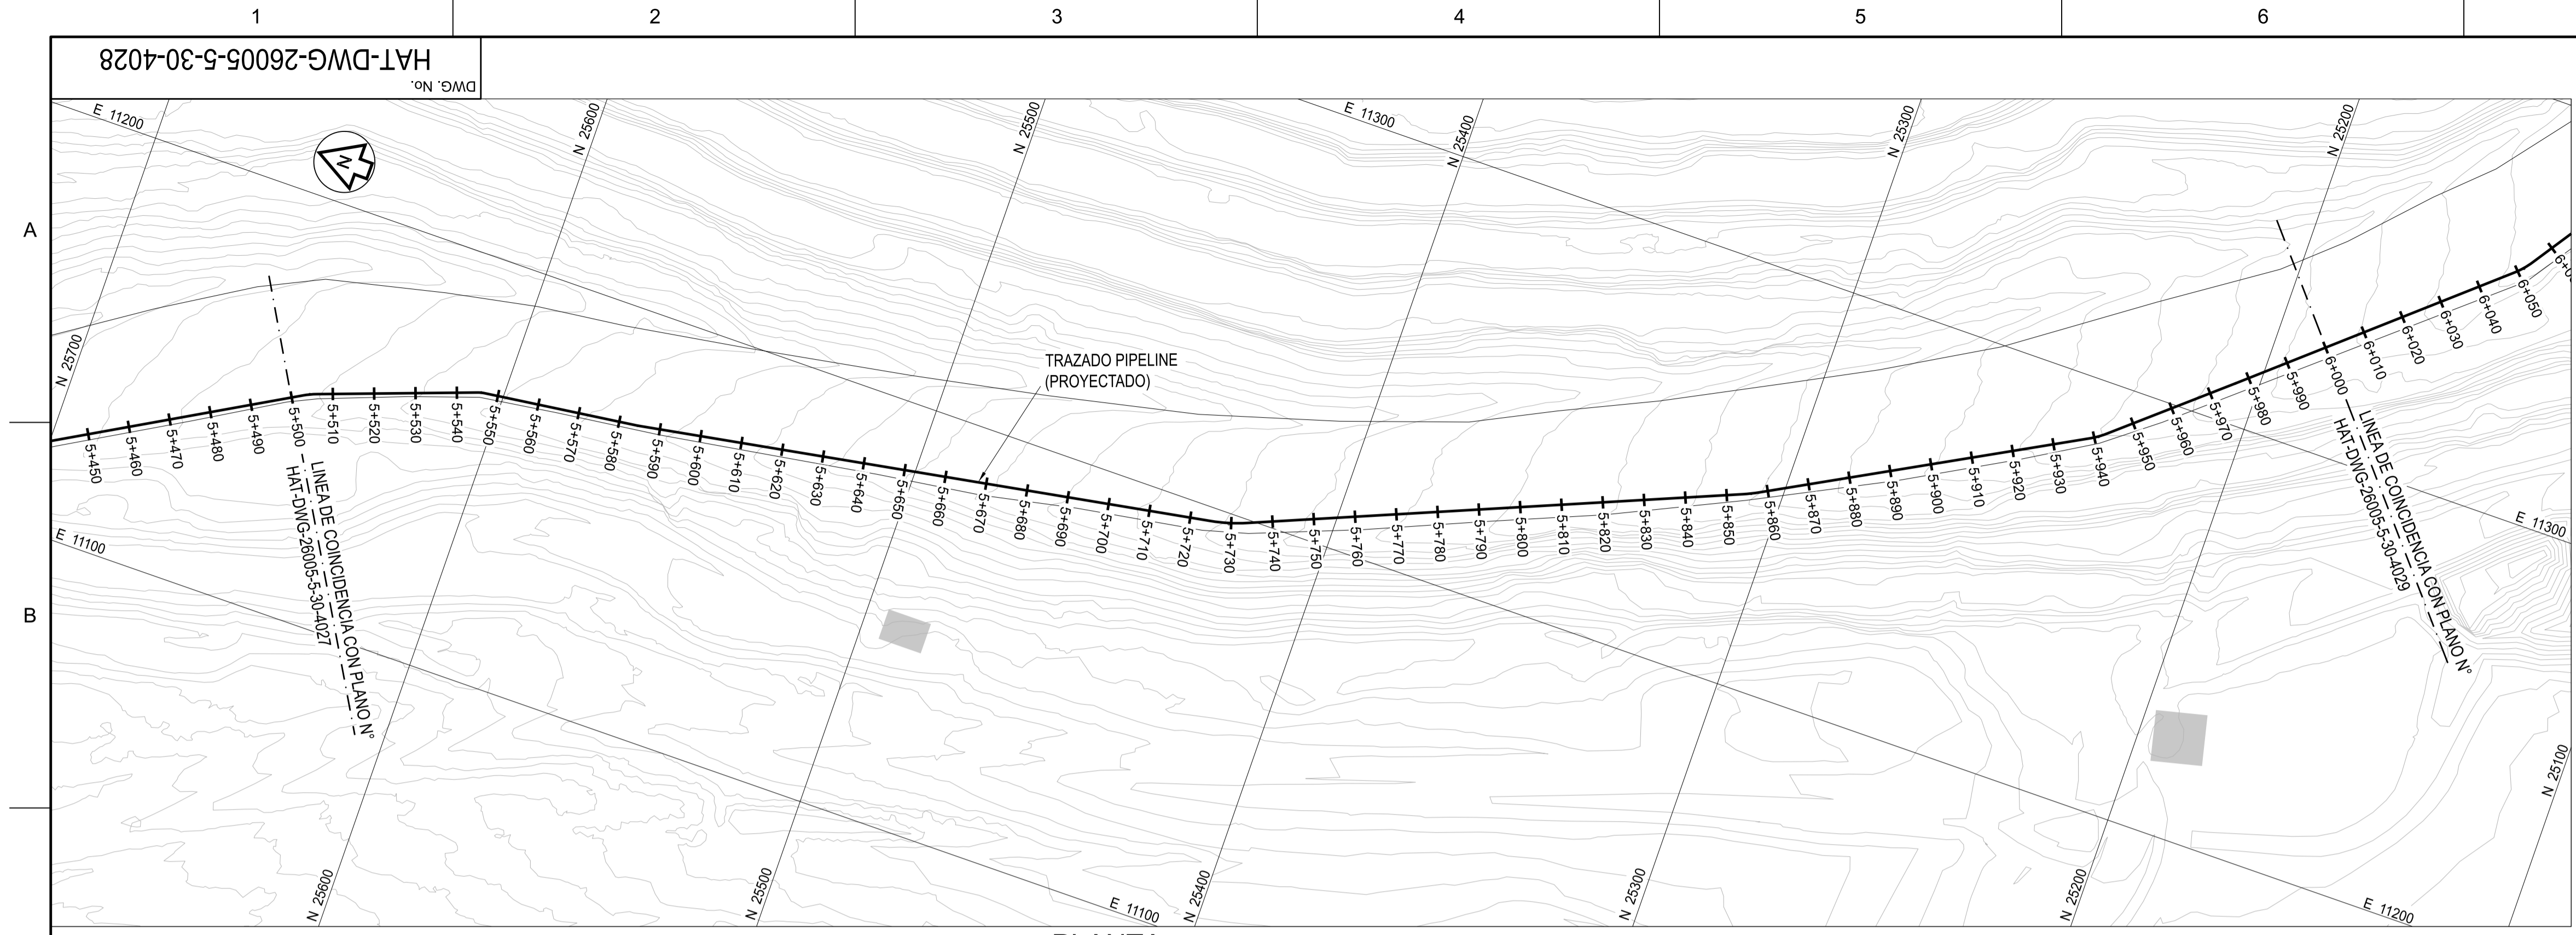 1 2 3 4 5 6
HAT-DWG-26005-5-30-4028
DWG. No.
A
B
E 11200
N 25600
N 25500
E 11300
N 25400
N 25300
N 25200
N
N 25700
TRAZADO PIPELINE
(PROYECTADO)
5+450
5+460
5+470
5+480
5+490
5+500
5+510
5+520
5+530
5+540
5+550
5+560
5+570
5+580
5+590
5+600
5+610
5+620
5+630
5+640
5+650
5+660
5+670
5+680
5+690
5+700
5+710
5+720
5+730
5+740
5+750
5+760
5+770
5+780
5+790
5+800
5+810
5+820
5+830
5+840
5+850
5+860
5+870
5+880
5+890
5+900
5+910
5+920
5+930
5+940
5+950
5+960
5+970
5+980
5+990
6+000
6+010
6+020
6+030
6+040
6+050
LINEA DE COINCIDENCIA CON PLANO N°
HAT-DWG-26005-5-30-4027
LINEA DE COINCIDENCIA CON PLANO N°
HAT-DWG-26005-5-30-4029
E 11100
E 11300
N 25100
N 25600
N 25500
E 11100
N 25400
N 25300
N 25200
E 11200